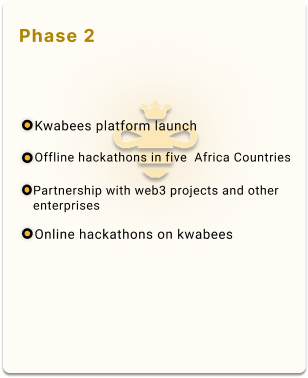 Phase 2
Kwabees platform launch
Offline hackathons in five Africa Countries
Partnership with web3 projects and other
enterprises
Online hackathons on kwabees